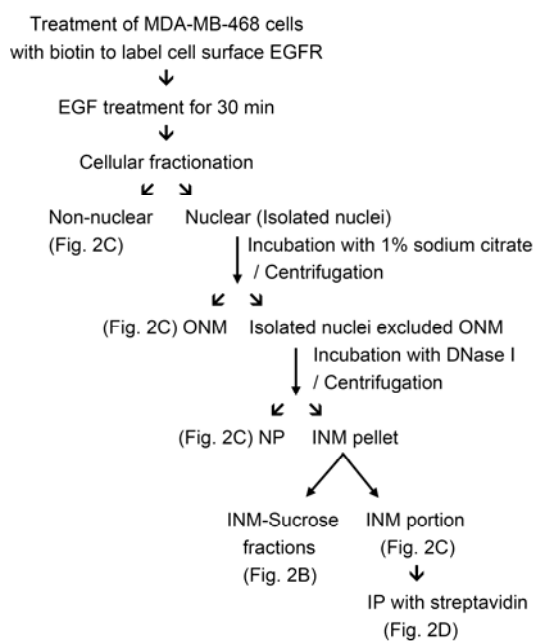 Treatment of MDA-MB-468 cells
with biotin to label cell surface EGFR
EGF treatment for 30 min
Cellular fractionation
Non-nuclear
(Fig. 2C)
Nuclear (Isolated nuclei)
Incubation with 1% sodium citrate
/ Centrifugation
(Fig. 2C) ONM
Isolated nuclei excluded ONM
Incubation with DNase I
/ Centrifugation
(Fig. 2C) NP
INM pellet
INM-Sucrose
fractions
(Fig. 2B)
INM portion
(Fig. 2C)
IP with streptavidin
(Fig. 2D)